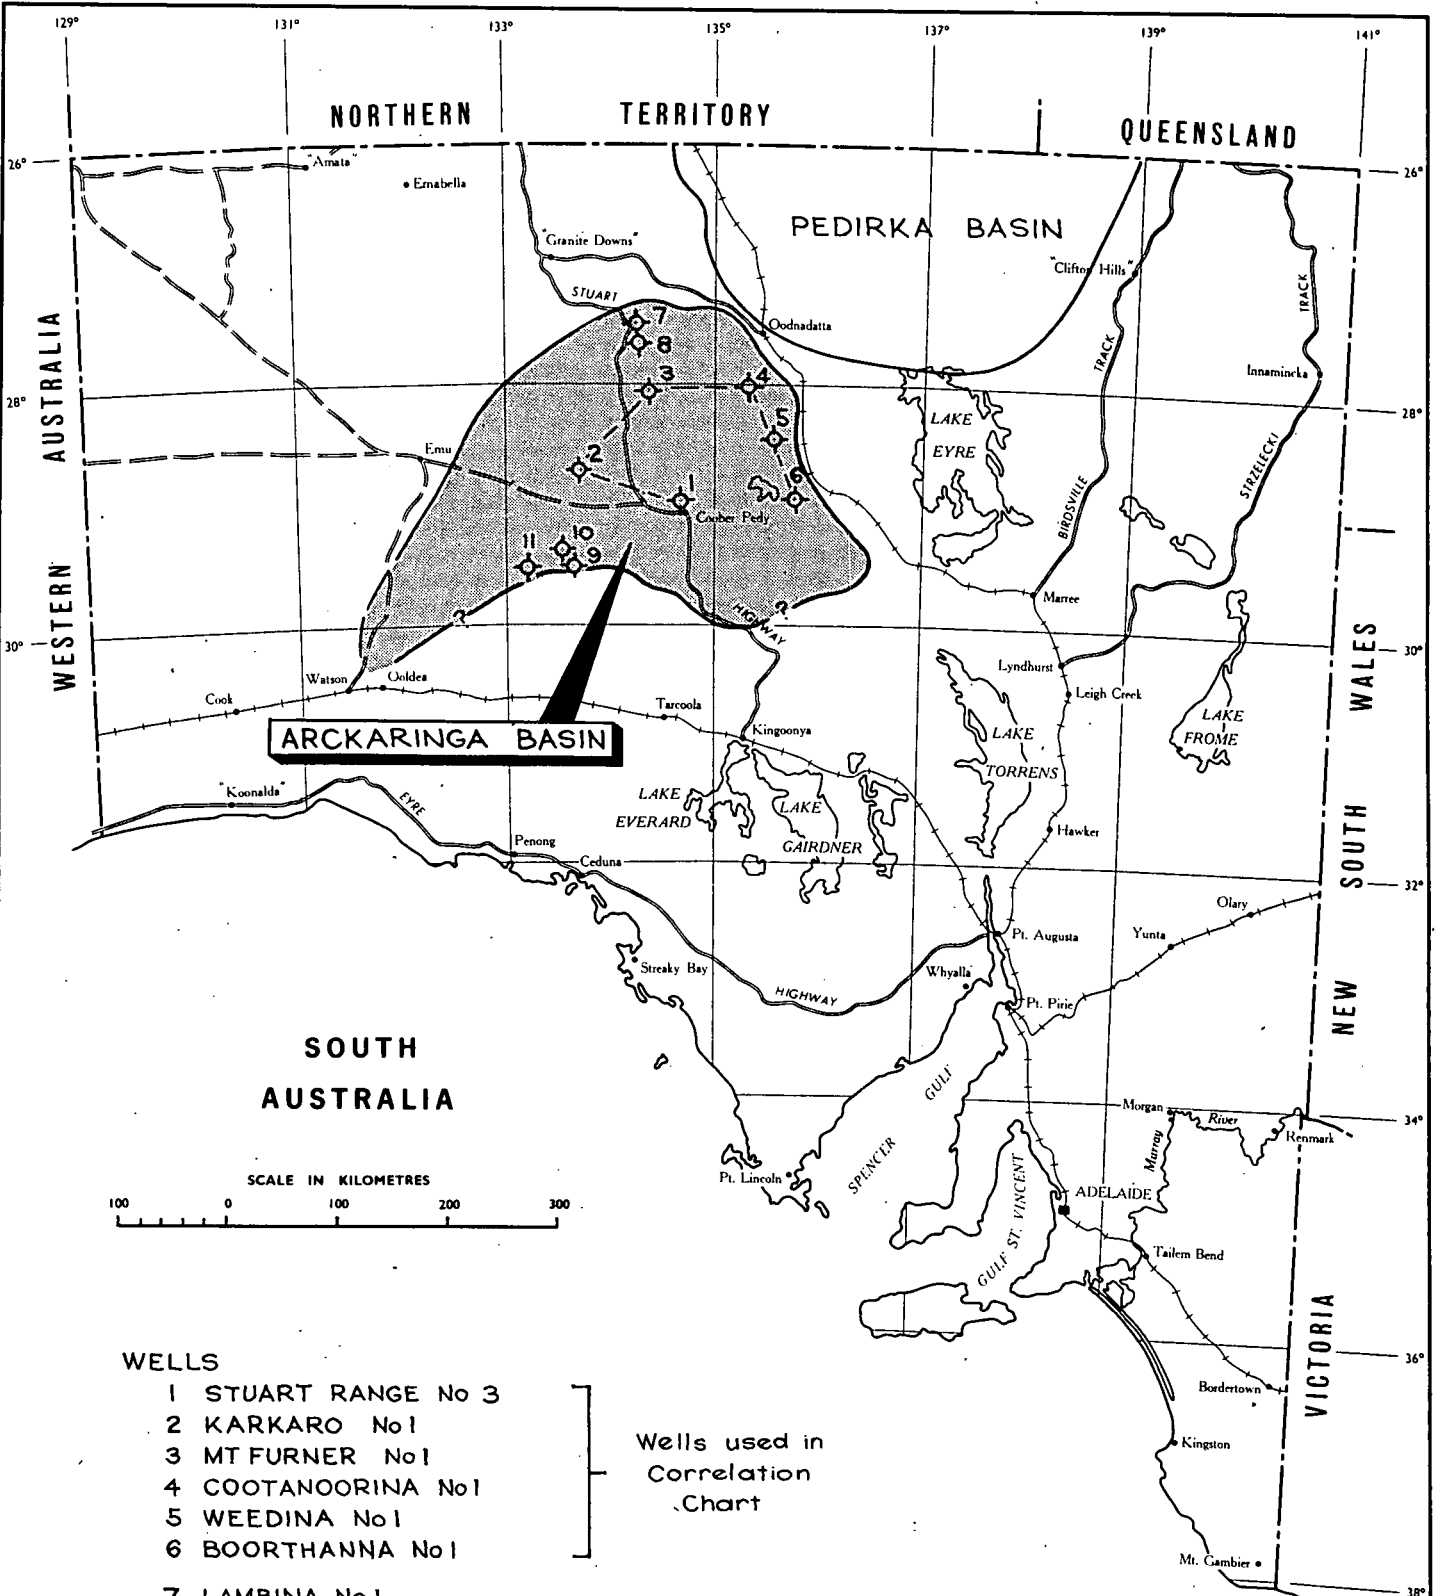 129° 131° 133° 135° 137° 139° 141°
NORTHERN TERRITORY
QUEENSLAND
26°
26°
"Amata"
Ernabella
PEDIRKA BASIN
"Granite Downs"
"Clifton Hills"
STUART
TRACK
7
8
Oodnadatta
TRACK
3
4
Innamincka
28°
28°
AUSTRALIA
LAKE
EYRE
5
Emu
2
6
STRZELECKI
1
BIRDSVILLE
Coober Pedy
10
11
9
WESTERN
Marree
?
?
HIGHWAY
30°
30°
Lyndhurst
Watson
Ooldea
Leigh Creek
WALES
Cook
Tarcoola
LAKE
FROME
ARCKARINGA BASIN
Kingoonya
LAKE
TORRENS
"Koonalda"
EYRE
LAKE
EVERARD
LAKE
GAIRDNER
Hawker
Penong
Ceduna
SOUTH
32°
Olary
Yunta
Pt. Augusta
Streaky Bay
Whyalla
HIGHWAY
Pt. Pirie
NEW
SOUTH
AUSTRALIA
GULF
Morgan
River
34°
Renmark
Murray
SPENCER
Pt. Lincoln
GULF ST. VINCENT
ADELAIDE
SCALE IN KILOMETRES
100 0 100 200 300
Tailem Bend
VICTORIA
36°
Bordertown
WELLS
1 STUART RANGE No 3
2 KARKARO No 1
3 MT FURNER No 1
4 COOTANOORINA No 1
5 WEEDINA No 1
6 BOORTHANNA No 1
Wells used in
Correlation
Chart
Kingston
Mt. Gambier
7 LAMBINA No 1
38°